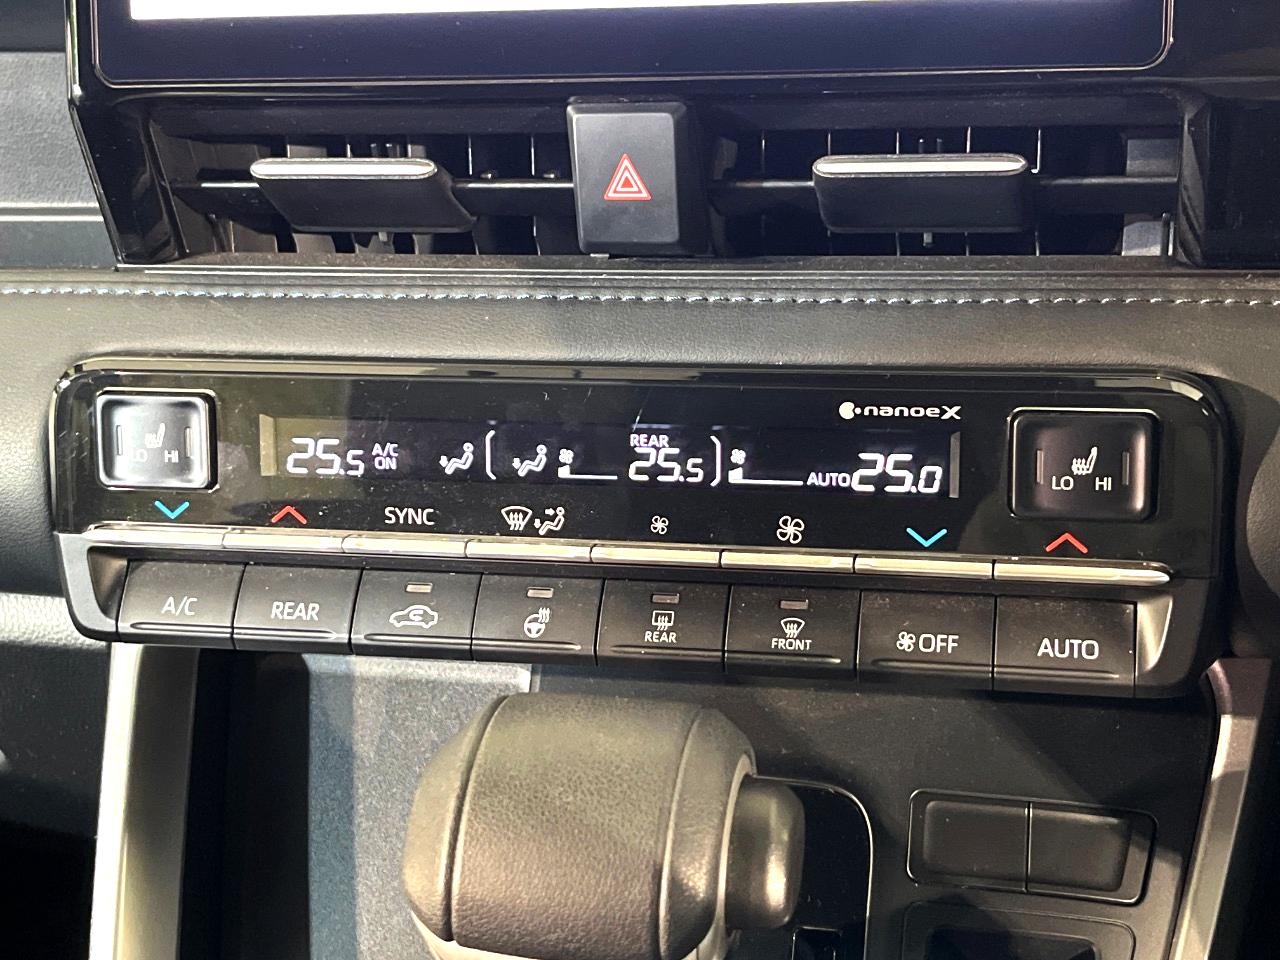 nanoeX
LO HI
25.5 A/C ON
REAR
25.5
AUTO 25.0
LO HI
SYNC
A/C
REAR
REAR
FRONT
OFF
AUTO